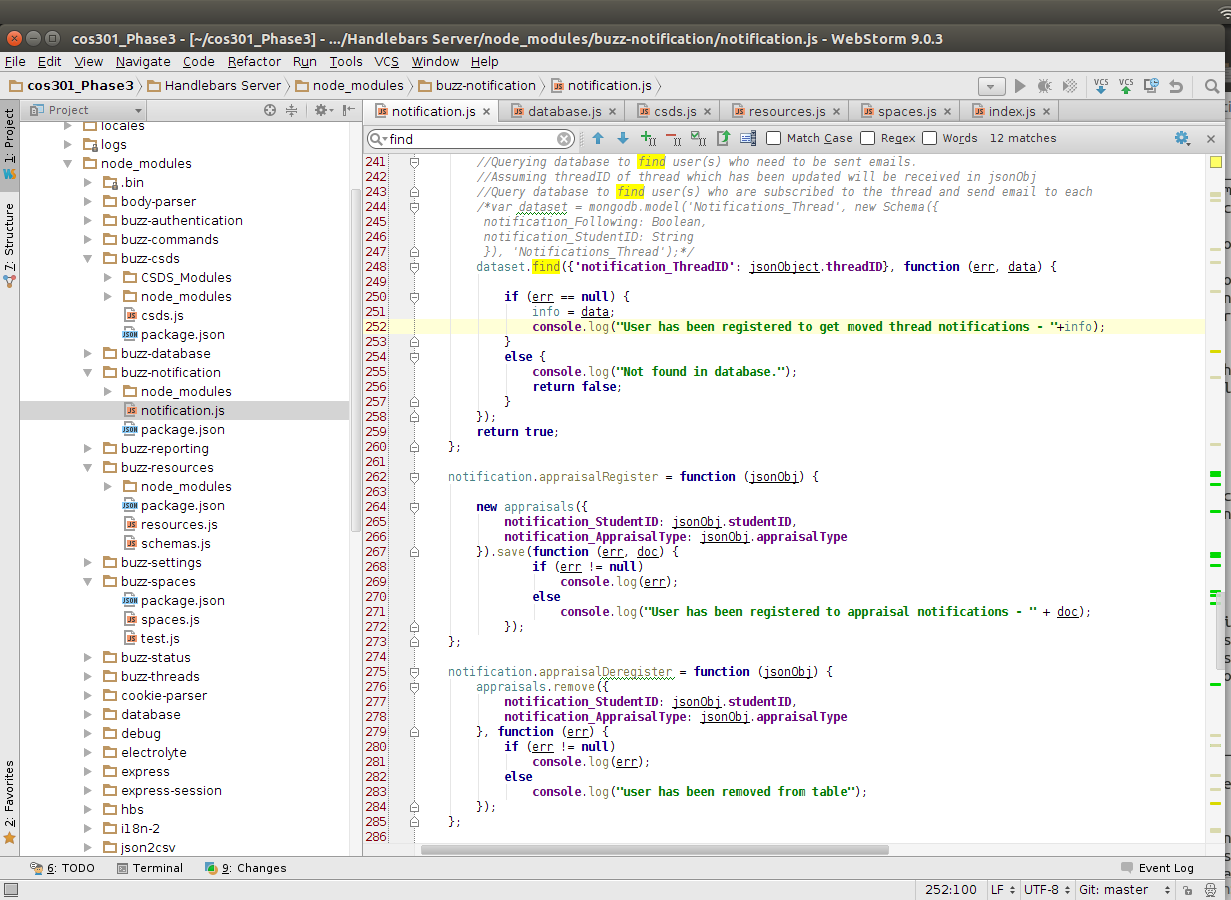 cos301_Phase3 - [~/cos301_Phase3] - .../Handlebars Server/node_modules/buzz-notification/notification.js - WebStorm 9.0.3
File Edit View Navigate Code Refactor Run Tools VCS Window Help
cos301_Phase3 Handlebars Server node_modules buzz-notification notification.js
VCS VCS
1: Project
7: Structure
2: Favorites
Project
locales
logs
node_modules
.bin
body-parser
buzz-authentication
buzz-commands
buzz-csds
CSDS_Modules
node_modules
csds.js
package.json
buzz-database
buzz-notification
node_modules
notification.js
package.json
buzz-reporting
buzz-resources
node_modules
package.json
resources.js
schemas.js
buzz-settings
buzz-spaces
package.json
spaces.js
test.js
buzz-status
buzz-threads
cookie-parser
database
debug
electrolyte
express
express-session
hbs
i18n-2
json2csv
notification.js database.js csds.js resources.js spaces.js index.js
find Match Case Regex Words 12 matches
241 //Querying database to find user(s) who need to be sent emails.
242 //Assuming threadID of thread which has been updated will be received in jsonObj
243 //Query database to find user(s) who are subscribed to the thread and send email to each
244 /*var dataset = mongodb.model('Notifications_Thread', new Schema({
245 notification_Following: Boolean,
246 notification_StudentID: String
247 }), 'Notifications_Thread');*/
248 dataset.find({'notification_ThreadID': jsonObject.threadID}, function (err, data) {
249
250 if (err == null) {
251 info = data;
252 console.log("User has been registered to get moved thread notifications - "+info);
253 }
254 else {
255 console.log("Not found in database.");
256 return false;
257 }
258 });
259 return true;
260 };
261
262 notification.appraisalRegister = function (jsonObj) {
263
264 new appraisals({
265 notification_StudentID: jsonObj.studentID,
266 notification_AppraisalType: jsonObj.appraisalType
267 }).save(function (err, doc) {
268 if (err != null)
269 console.log(err);
270 else
271 console.log("User has been registered to appraisal notifications - " + doc);
272 });
273 };
274
275 notification.appraisalDeregister = function (jsonObj) {
276 appraisals.remove({
277 notification_StudentID: jsonObj.studentID,
278 notification_AppraisalType: jsonObj.appraisalType
279 }, function (err) {
280 if (err != null)
281 console.log(err);
282 else
283 console.log("user has been removed from table");
284 });
285 };
286
6: TODO Terminal 9: Changes Event Log
252:100 LF UTF-8 Git: master